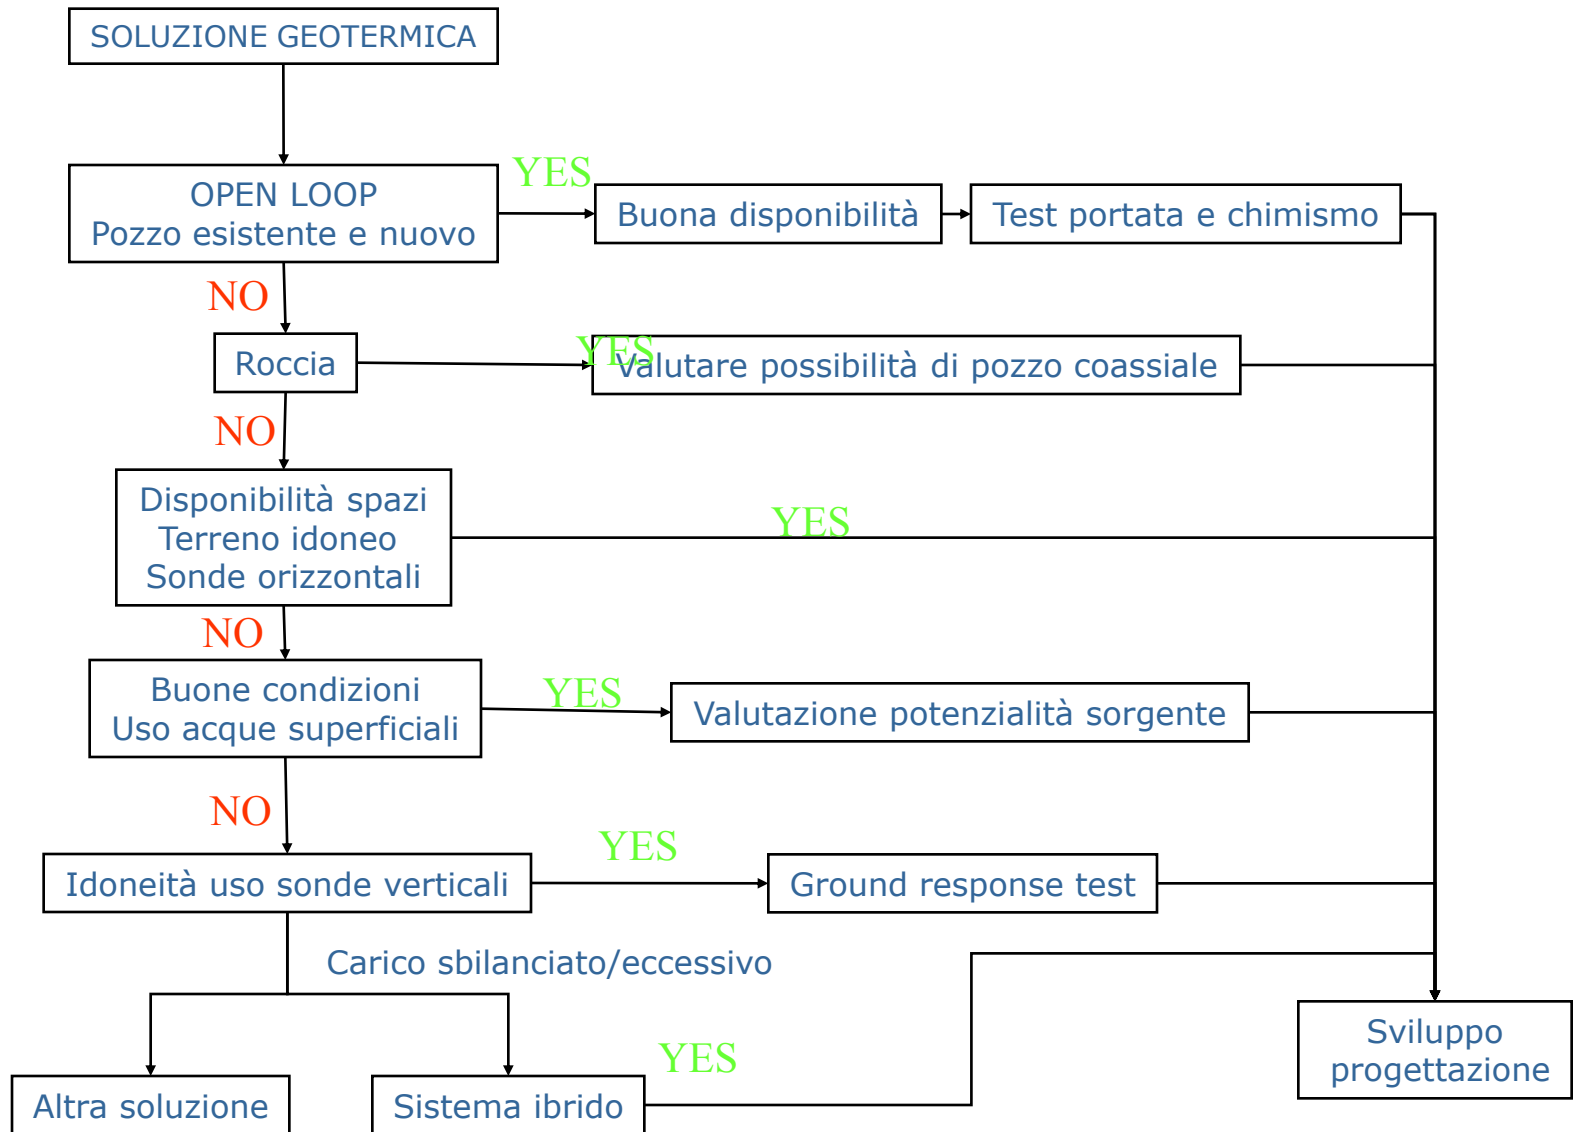 SOLUZIONE GEOTERMICA
OPEN LOOP
Pozzo esistente e nuovo
YES
Buona disponibilità
Test portata e chimismo
NO
Roccia
YES
Valutare possibilità di pozzo coassiale
NO
Disponibilità spazi
Terreno idoneo
Sonde orizzontali
YES
NO
Buone condizioni
Uso acque superficiali
YES
Valutazione potenzialità sorgente
NO
Idoneità uso sonde verticali
YES
Ground response test
Carico sbilanciato/eccessivo
Altra soluzione
Sistema ibrido
YES
Sviluppo
progettazione